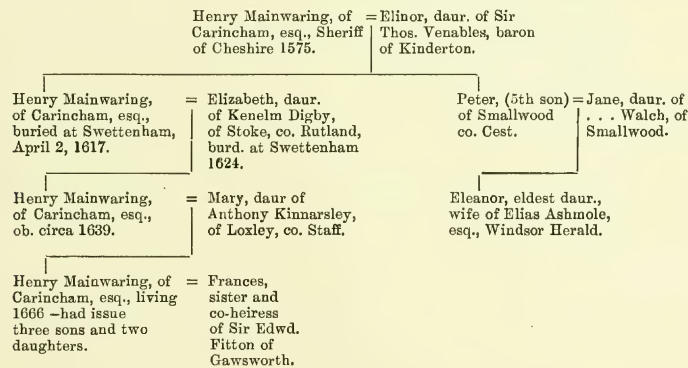 Henry Mainwaring, of = Elinor, daur. of Sir
Carincham, esq., Sheriff Thos. Venables, baron
of Cheshire 1575. of Kinderton.
Henry Mainwaring, = Elizabeth, daur.
of Carincham, esq., of Kenelm Digby,
buried at Swettenham, of Stoke, co. Rutland,
April 2, 1617. burd. at Swettenham
1624.
Peter, (5th son) = Jane, daur. of
of Smallwood . . . Walch, of
co. Cest. Smallwood.
Henry Mainwaring, = Mary, daur of
of Carincham, esq., Anthony Kinnarsley,
ob. circa 1639. of Loxley, co. Staff.
Eleanor, eldest daur.,
wife of Elias Ashmole,
esq., Windsor Herald.
Henry Mainwaring, of = Frances,
Carincham, esq., living sister and
1666 —had issue co-heiress
three sons and two of Sir Edwd.
daughters. Fitton of
Gawsworth.